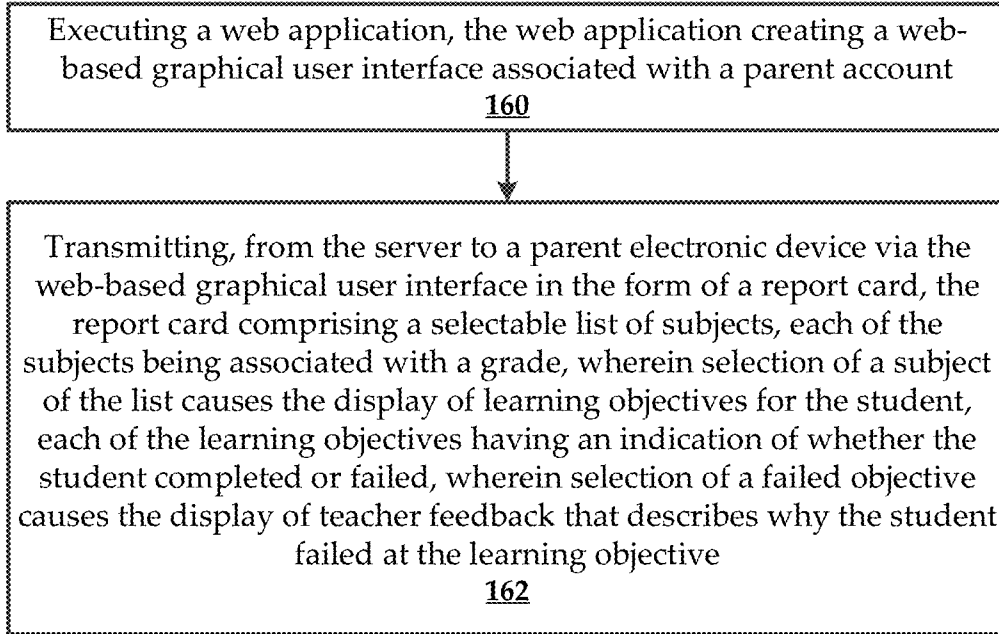 Executing a web application, the web application creating a web-
based graphical user interface associated with a parent account
160
Transmitting, from the server to a parent electronic device via the
web-based graphical user interface in the form of a report card, the
report card comprising a selectable list of subjects, each of the
subjects being associated with a grade, wherein selection of a subject
of the list causes the display of learning objectives for the student,
each of the learning objectives having an indication of whether the
student completed or failed, wherein selection of a failed objective
causes the display of teacher feedback that describes why the student
failed at the learning objective
162